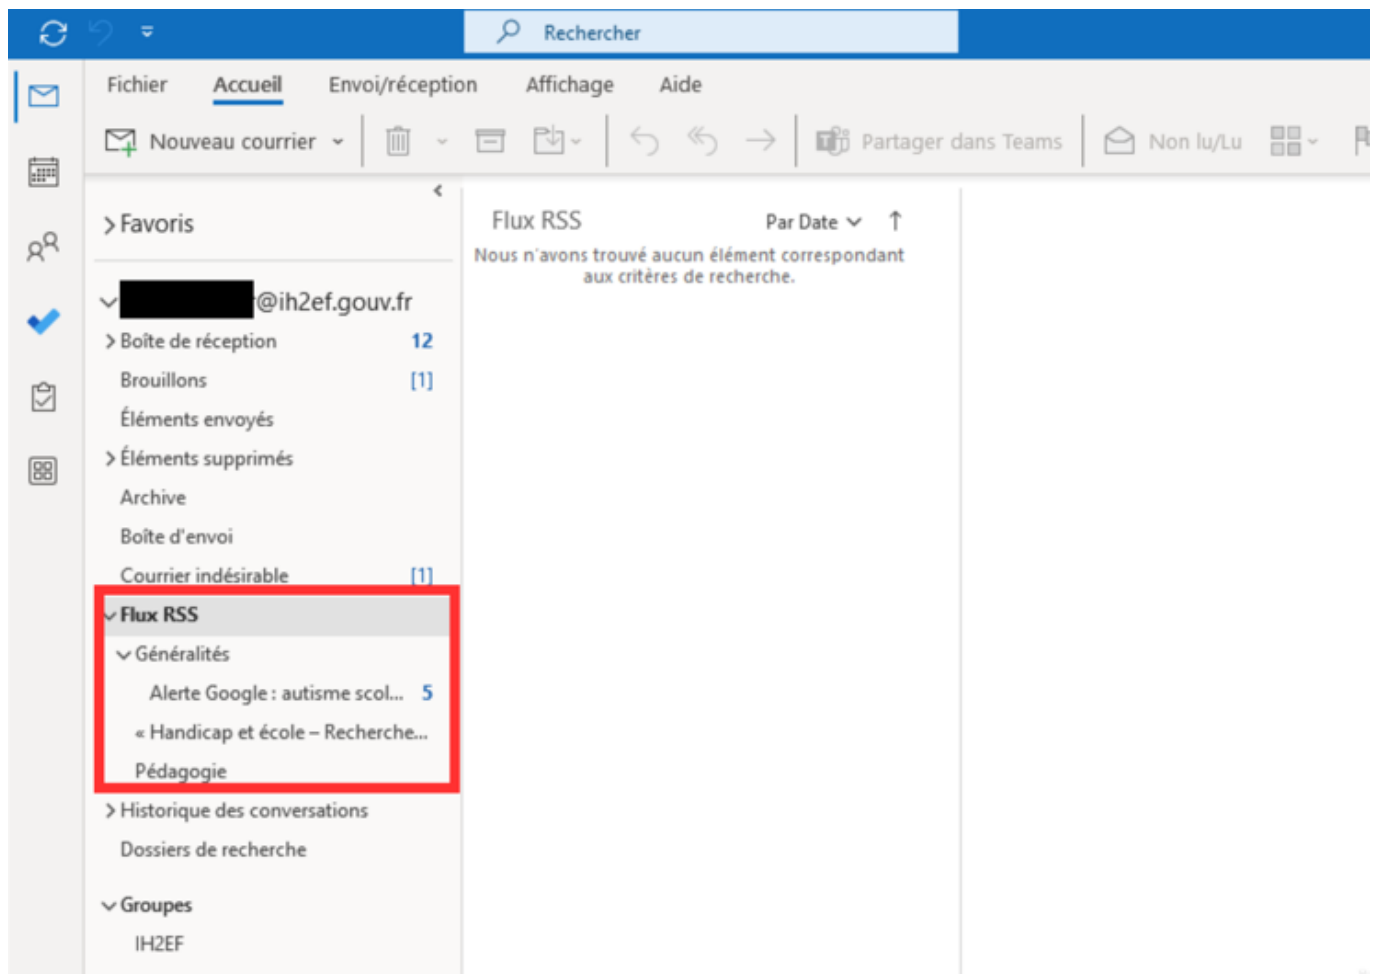 Rechercher
Fichier Accueil Envoi/réception Affichage Aide
Nouveau courrier Partager dans Teams Non lu/Lu
Favoris
@ih2ef.gouv.fr
Boîte de réception 12
Brouillons [1]
Éléments envoyés
Éléments supprimés
Archive
Boîte d'envoi
Courrier indésirable [1]
Flux RSS
Généralités
Alerte Google : autisme scol... 5
« Handicap et école – Recherche...
Pédagogie
Historique des conversations
Dossiers de recherche
Groupes
IH2EF
Flux RSS Par Date
Nous n'avons trouvé aucun élément correspondant
aux critères de recherche.